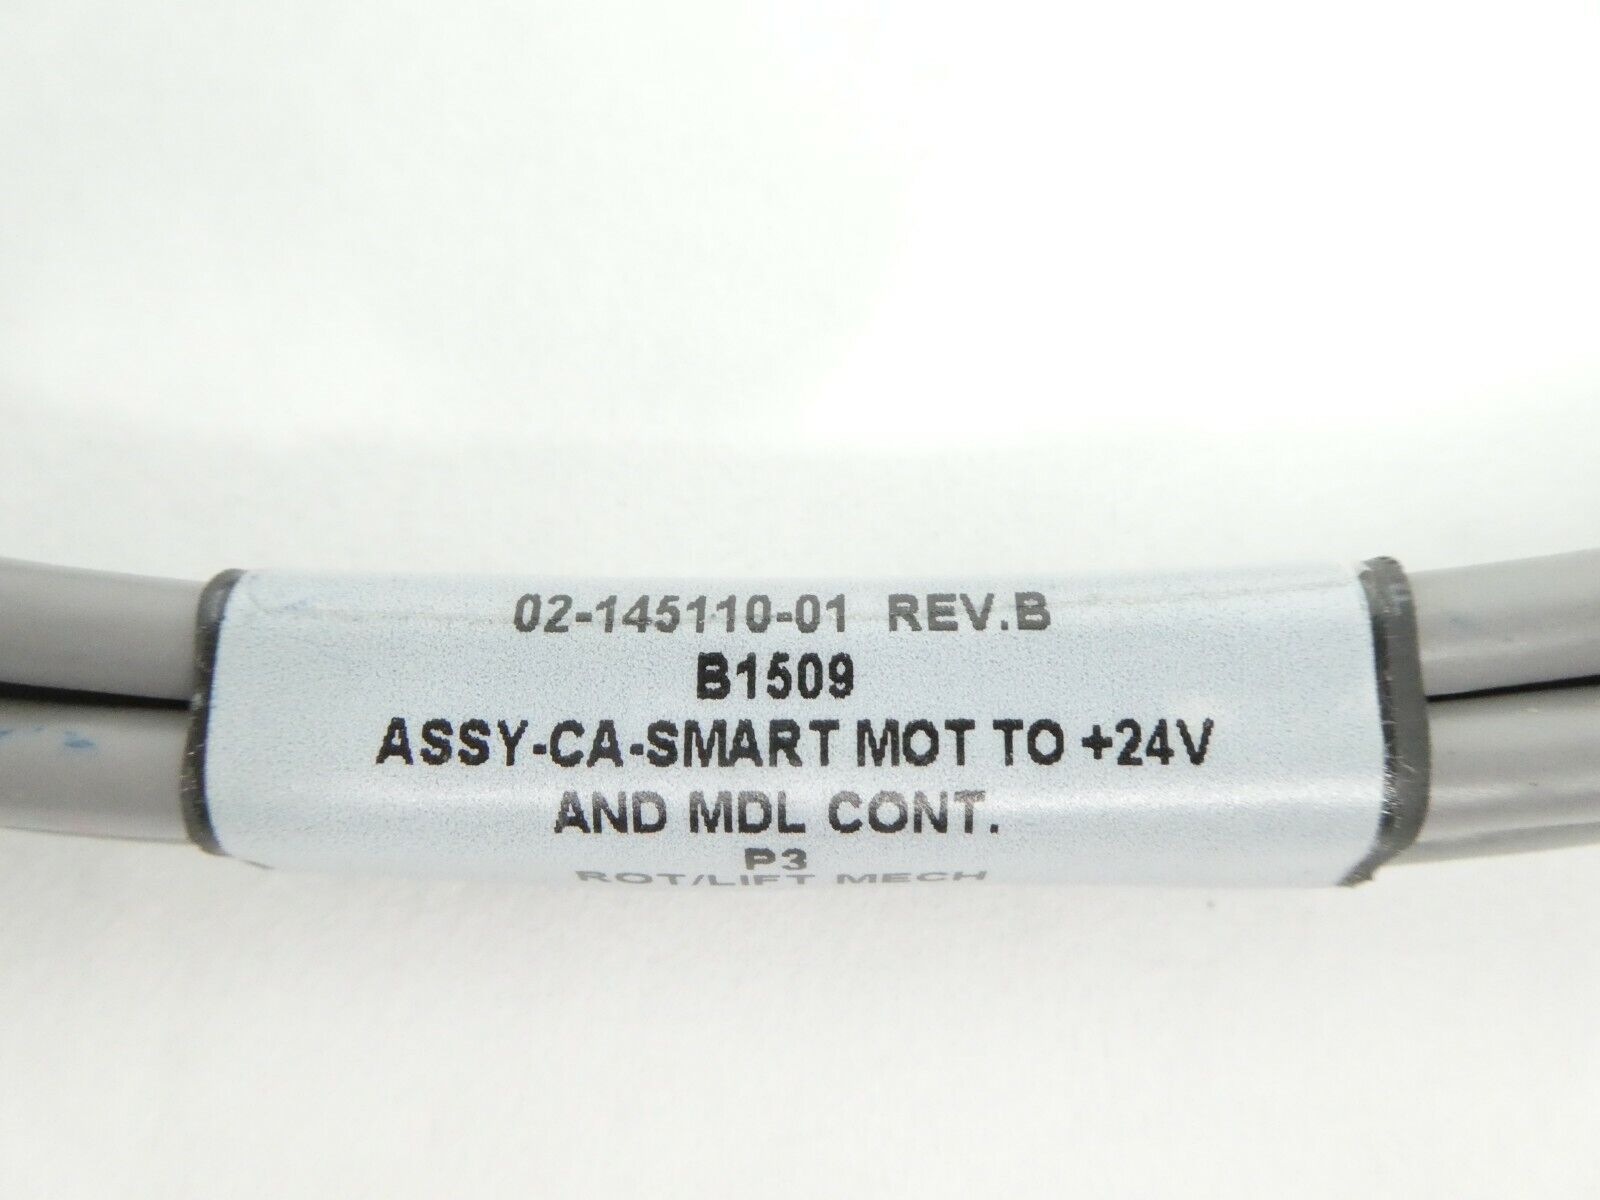 02-145110-01 REV.B
B1509
ASSY-CA-SMART MOT TO +24V
AND MDL CONT.
P3
ROT/LIFT MECH